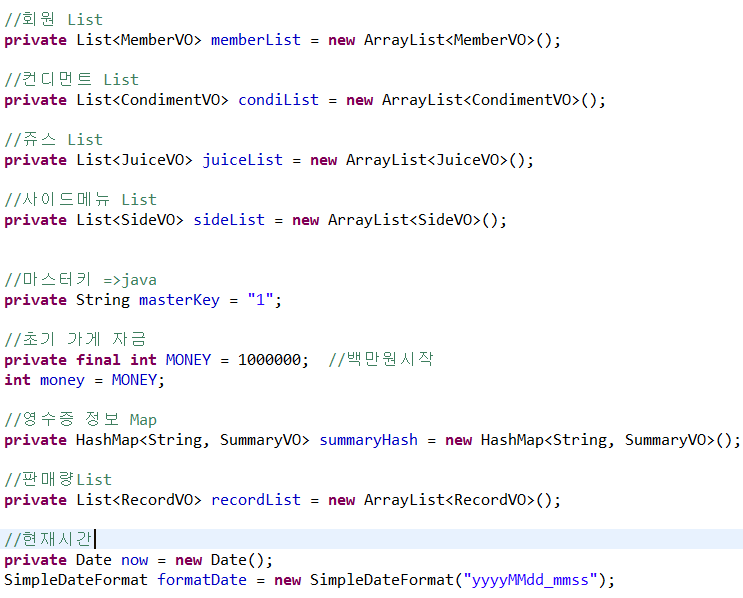 //회원 List
private List<MemberVO> memberList = new ArrayList<MemberVO>();
//컨디먼트 List
private List<CondimentVO> condiList = new ArrayList<CondimentVO>();
//쥬스 List
private List<JuiceVO> juiceList = new ArrayList<JuiceVO>();
//사이드메뉴 List
private List<SideVO> sideList = new ArrayList<SideVO>();
//마스터키 =>java
private String masterKey = "1";
//초기 가게 자금
private final int MONEY = 1000000;  //백만원시작
int money = MONEY;
//영수증 정보 Map
private HashMap<String, SummaryVO> summaryHash = new HashMap<String, SummaryVO>();
//판매량List
private List<RecordVO> recordList = new ArrayList<RecordVO>();
//현재시간
private Date now = new Date();
SimpleDateFormat formatDate = new SimpleDateFormat("yyyyMMdd_mmss");